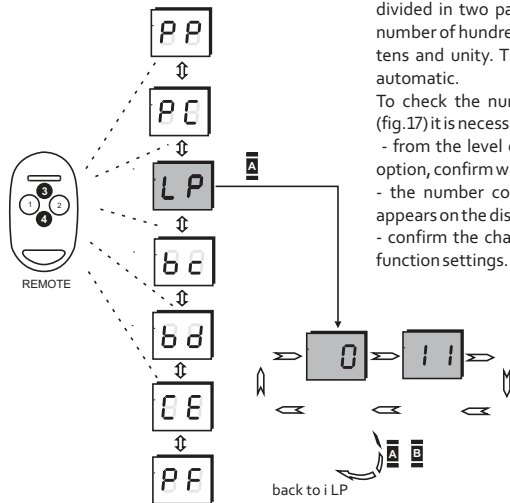 divided in two pa
number of hundre
tens and unity. T
automatic.
To check the num
(fig.17) it is necess
- from the level o
option, confirm w
- the number co
appears on the dis
- confirm the cha
function settings.
PP
PC
LP
A
bc
bd
CE
PF
3
1 2
4
REMOTE
0 11
A B
back to i LP